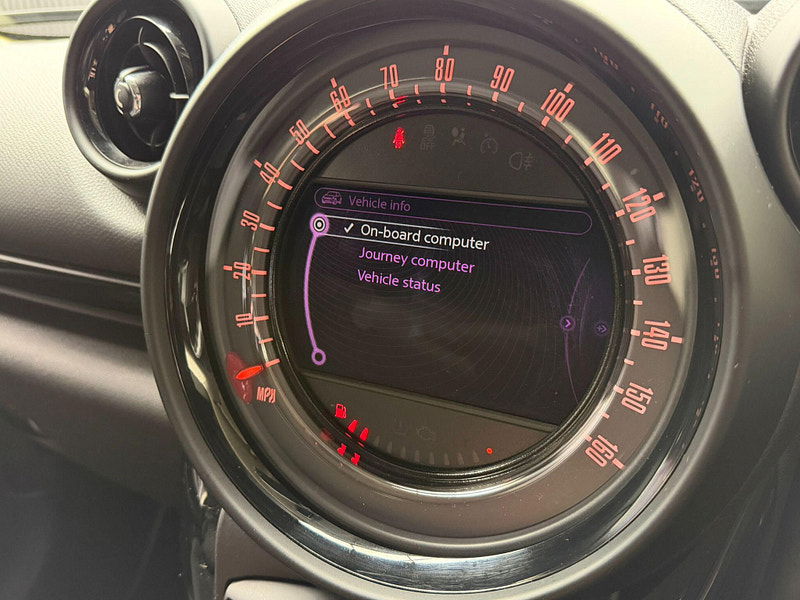 10
20
30
40
50
60
70
80
90
100
110
120
130
140
150
160
MPH
OFF
Vehicle info
✔ On-board computer
Journey computer
Vehicle status